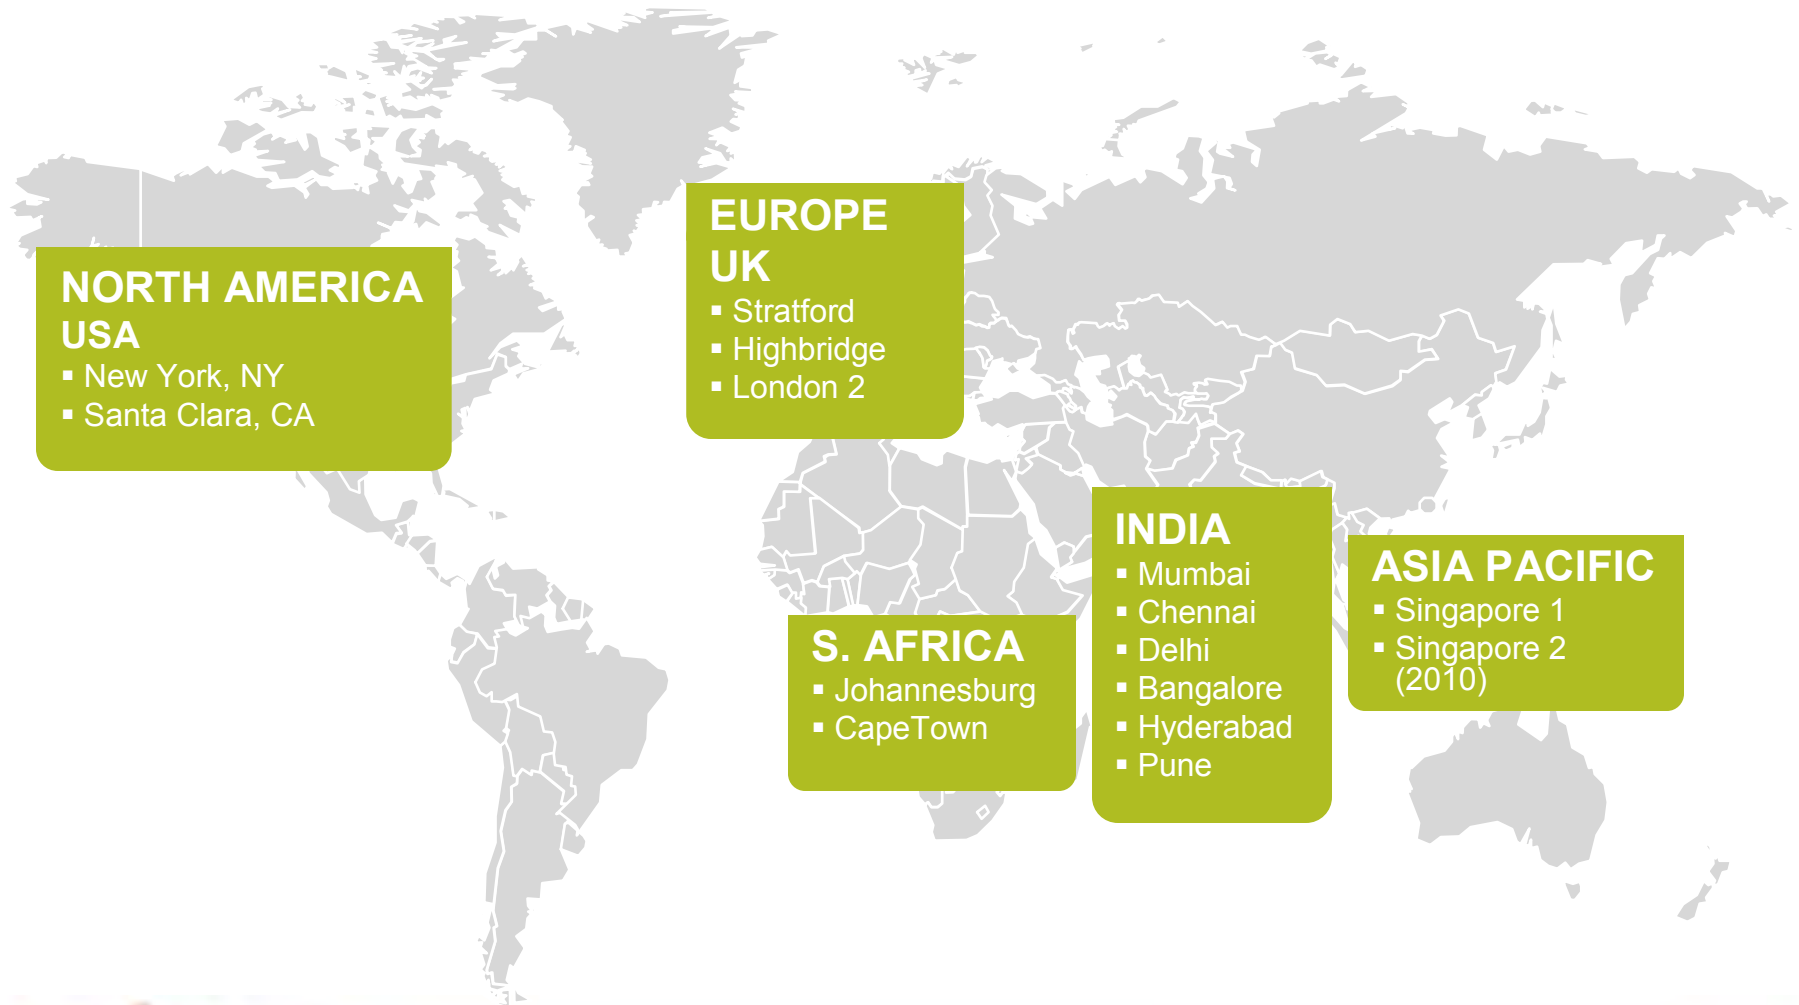 NORTH AMERICA
USA
▪ New York, NY
▪ Santa Clara, CA
EUROPE
UK
▪ Stratford
▪ Highbridge
▪ London 2
S. AFRICA
▪ Johannesburg
▪ CapeTown
INDIA
▪ Mumbai
▪ Chennai
▪ Delhi
▪ Bangalore
▪ Hyderabad
▪ Pune
ASIA PACIFIC
▪ Singapore 1
▪ Singapore 2
(2010)